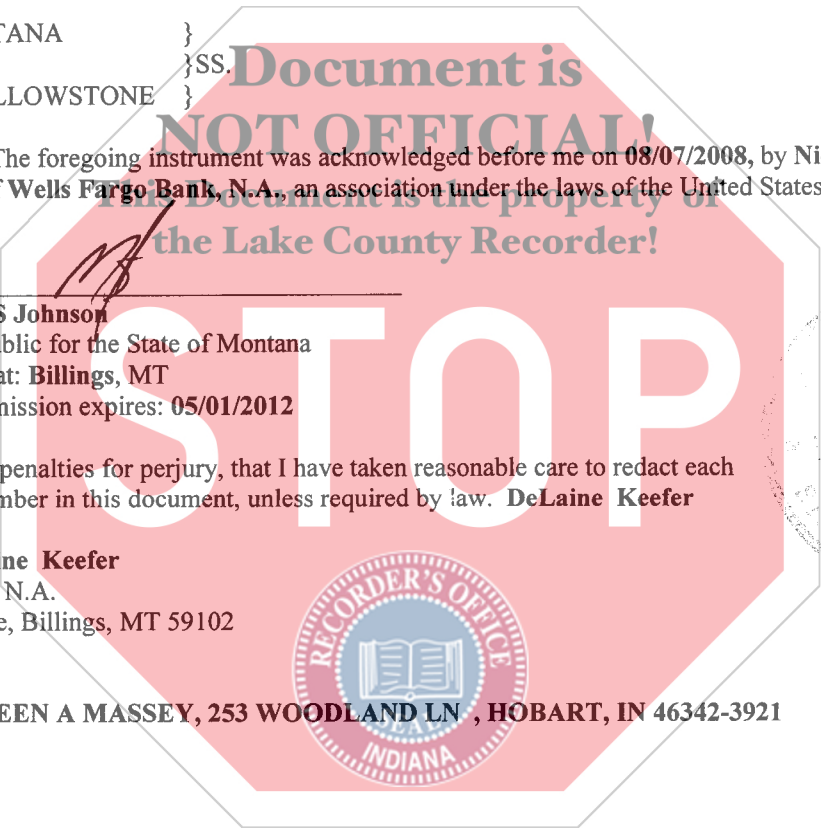 TANA }
}SS.
LLOWSTONE }
Document is
NOT OFFICIAL!
The foregoing instrument was acknowledged before me on 08/07/2008, by Ni
f Wells Fargo Bank, N.A., an association under the laws of the United States
This Document is the property of
the Lake County Recorder!
S Johnson
blic for the State of Montana
at: Billings, MT
mission expires: 05/01/2012
STOP
penalties for perjury, that I have taken reasonable care to redact each
mber in this document, unless required by law. DeLaine Keefer
ne Keefer
N.A.
e, Billings, MT 59102
RECORDER'S OFFICE
SEAL
INDIANA
EEN A MASSEY, 253 WOODLAND LN , HOBART, IN 46342-3921